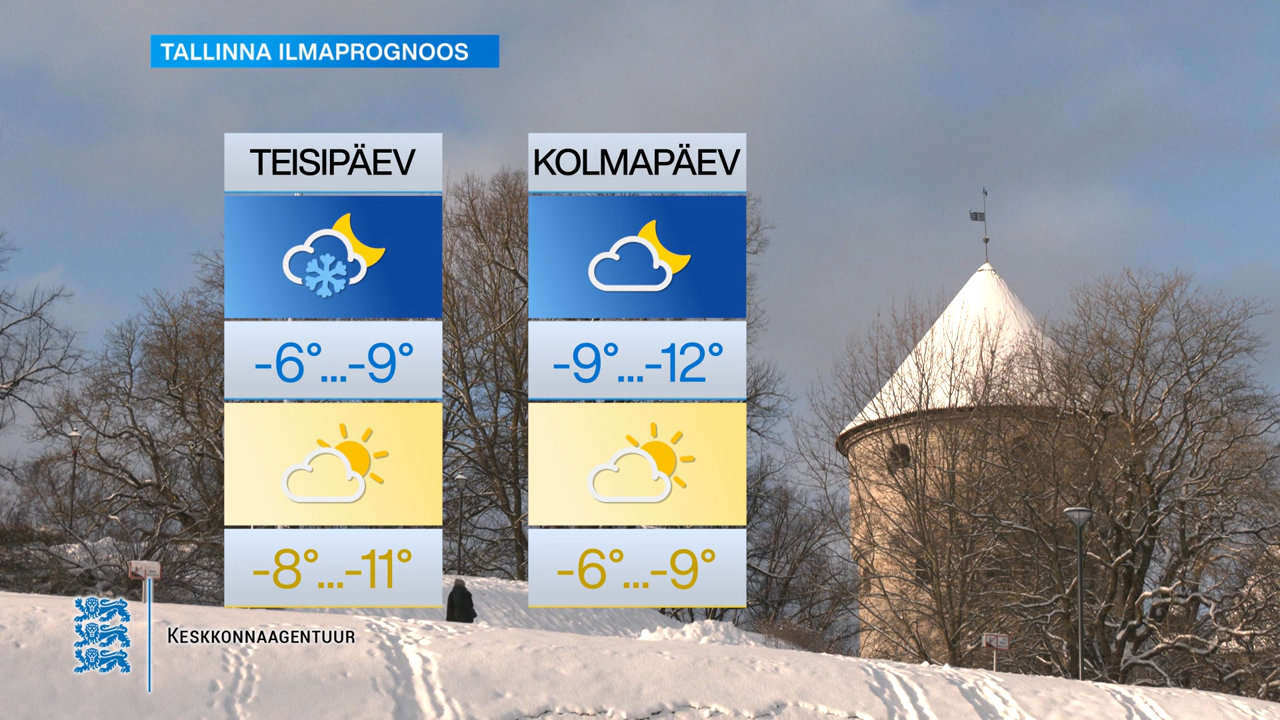 TALLINNA ILMAPROGNOOS
TEISIPÄEV
-6°...-9°
-8°...-11°
KOLMAPÄEV
-9°...-12°
-6°...-9°
KESKKONNAAGENTUUR